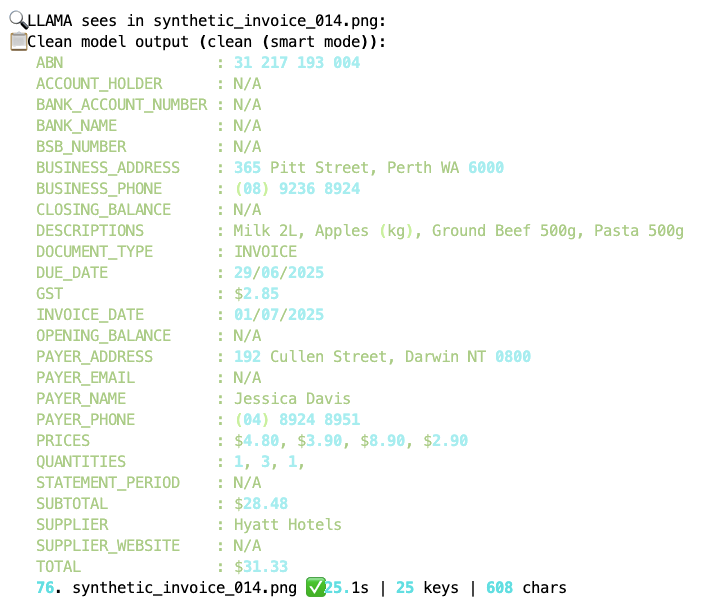 🔍LLAMA sees in synthetic_invoice_014.png:
📋Clean model output (clean (smart mode)):
ABN : 31 217 193 004
ACCOUNT_HOLDER : N/A
BANK_ACCOUNT_NUMBER : N/A
BANK_NAME : N/A
BSB_NUMBER : N/A
BUSINESS_ADDRESS : 365 Pitt Street, Perth WA 6000
BUSINESS_PHONE : (08) 9236 8924
CLOSING_BALANCE : N/A
DESCRIPTIONS : Milk 2L, Apples (kg), Ground Beef 500g, Pasta 500g
DOCUMENT_TYPE : INVOICE
DUE_DATE : 29/06/2025
GST : $2.85
INVOICE_DATE : 01/07/2025
OPENING_BALANCE : N/A
PAYER_ADDRESS : 192 Cullen Street, Darwin NT 0800
PAYER_EMAIL : N/A
PAYER_NAME : Jessica Davis
PAYER_PHONE : (04) 8924 8951
PRICES : $4.80, $3.90, $8.90, $2.90
QUANTITIES : 1, 3, 1,
STATEMENT_PERIOD : N/A
SUBTOTAL : $28.48
SUPPLIER : Hyatt Hotels
SUPPLIER_WEBSITE : N/A
TOTAL : $31.33
76. synthetic_invoice_014.png ✅25.1s | 25 keys | 608 chars